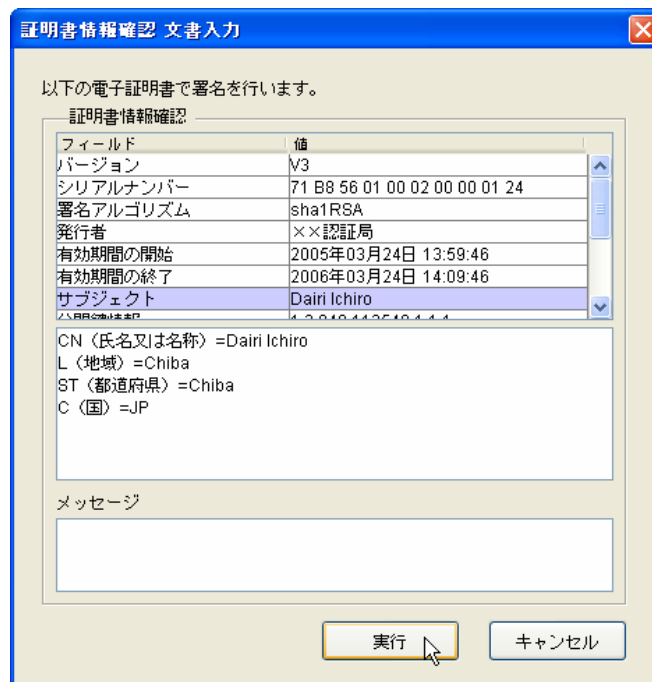 証明書情報確認 文書入力
以下の電子証明書で署名を行います。
証明書情報確認
フィールド 値
バージョン V3
シリアルナンバー 71 B8 56 01 00 02 00 00 01 24
署名アルゴリズム sha1RSA
発行者 ××認証局
有効期間の開始 2005年03月24日 13:59:46
有効期間の終了 2006年03月24日 14:09:46
サブジェクト Dairi Ichiro
CN（氏名又は名称）=Dairi Ichiro
L（地域）=Chiba
ST（都道府県）=Chiba
C（国）=JP
メッセージ
実行 キャンセル